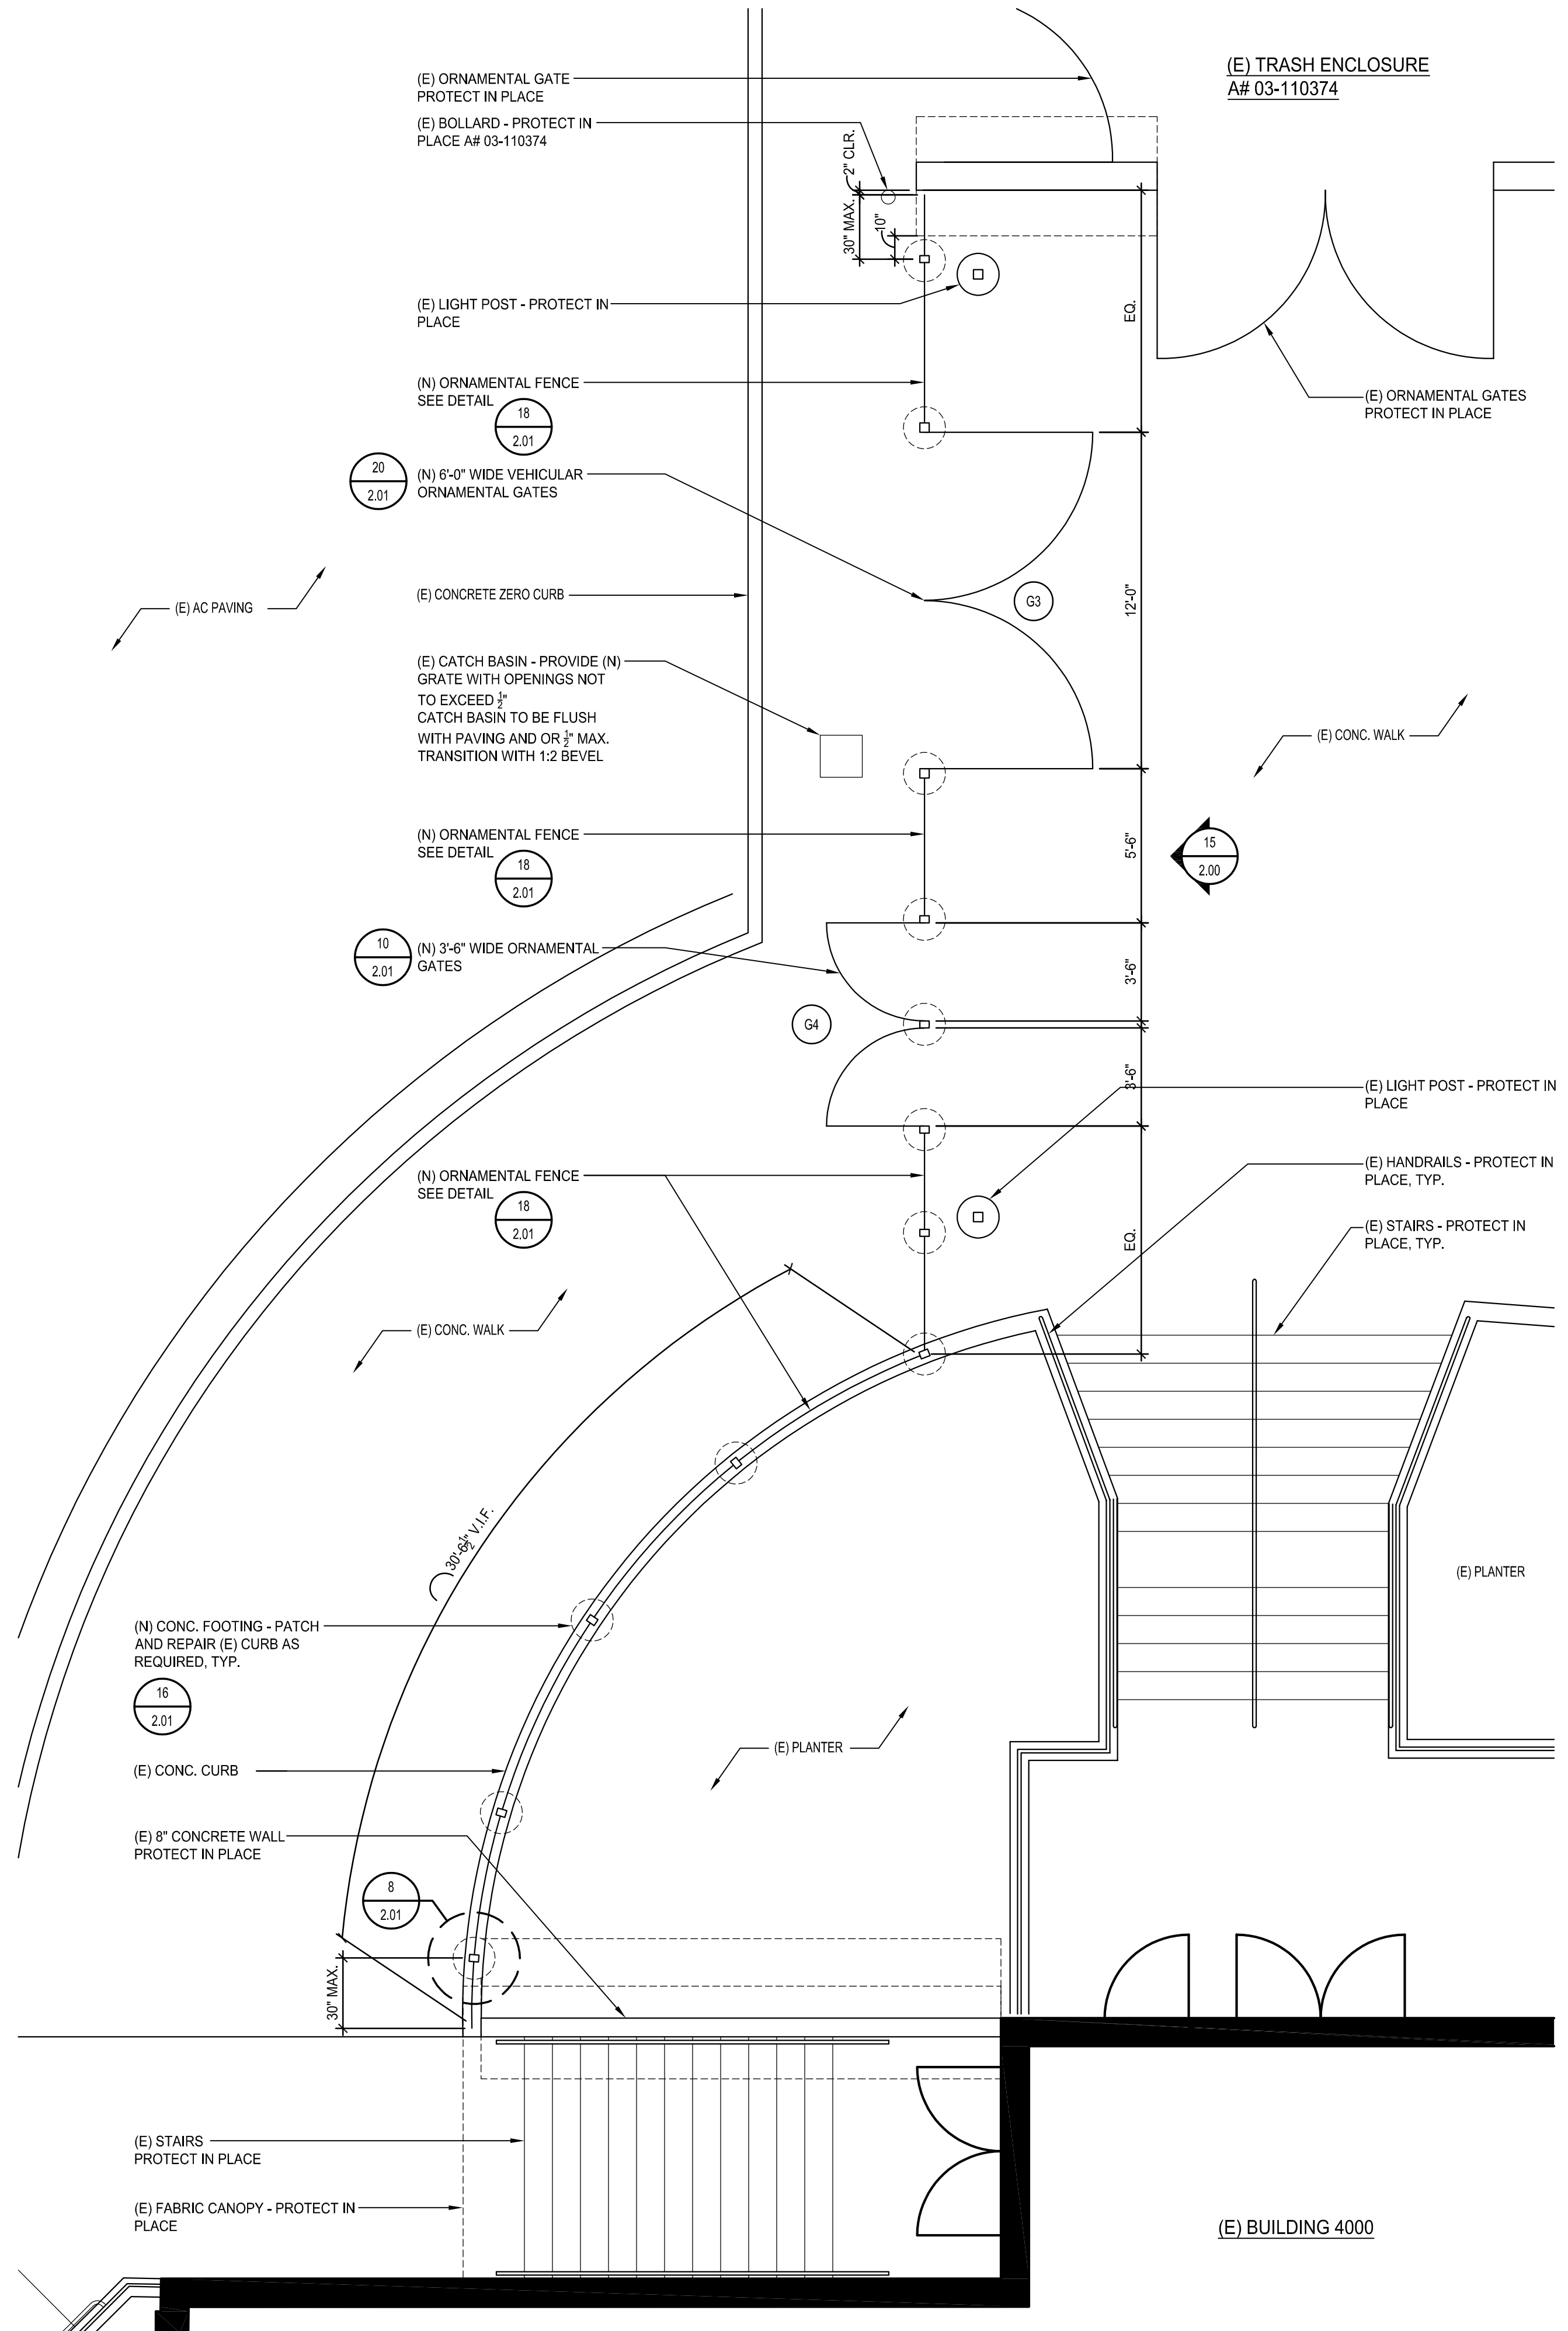 (E) TRASH ENCLOSURE
A# 03-110374
(E) ORNAMENTAL GATE
PROTECT IN PLACE
(E) BOLLARD - PROTECT IN
PLACE A# 03-110374
2" CLR.
30" MAX.
10"
(E) LIGHT POST - PROTECT IN
PLACE
EQ.
(N) ORNAMENTAL FENCE
SEE DETAIL
18
2.01
(E) ORNAMENTAL GATES
PROTECT IN PLACE
20
2.01
(N) 6'-0" WIDE VEHICULAR
ORNAMENTAL GATES
(E) CONCRETE ZERO CURB
G3
12'-0"
(E) AC PAVING
(E) CATCH BASIN - PROVIDE (N)
GRATE WITH OPENINGS NOT
TO EXCEED 1/2"
CATCH BASIN TO BE FLUSH
WITH PAVING AND OR 1/2" MAX.
TRANSITION WITH 1:2 BEVEL
(E) CONC. WALK
(N) ORNAMENTAL FENCE
SEE DETAIL
18
2.01
5'-6"
15
2.00
10
2.01
(N) 3'-6" WIDE ORNAMENTAL
GATES
3'-6"
G4
3'-6"
(E) LIGHT POST - PROTECT IN
PLACE
(N) ORNAMENTAL FENCE
SEE DETAIL
18
2.01
(E) HANDRAILS - PROTECT IN
PLACE, TYP.
(E) STAIRS - PROTECT IN
PLACE, TYP.
EQ.
(E) CONC. WALK
30'-6 1/2" V.I.F.
(E) PLANTER
(N) CONC. FOOTING - PATCH
AND REPAIR (E) CURB AS
REQUIRED, TYP.
16
2.01
(E) PLANTER
(E) CONC. CURB
(E) 8" CONCRETE WALL
PROTECT IN PLACE
8
2.01
30" MAX.
(E) STAIRS
PROTECT IN PLACE
(E) FABRIC CANOPY - PROTECT IN
PLACE
(E) BUILDING 4000